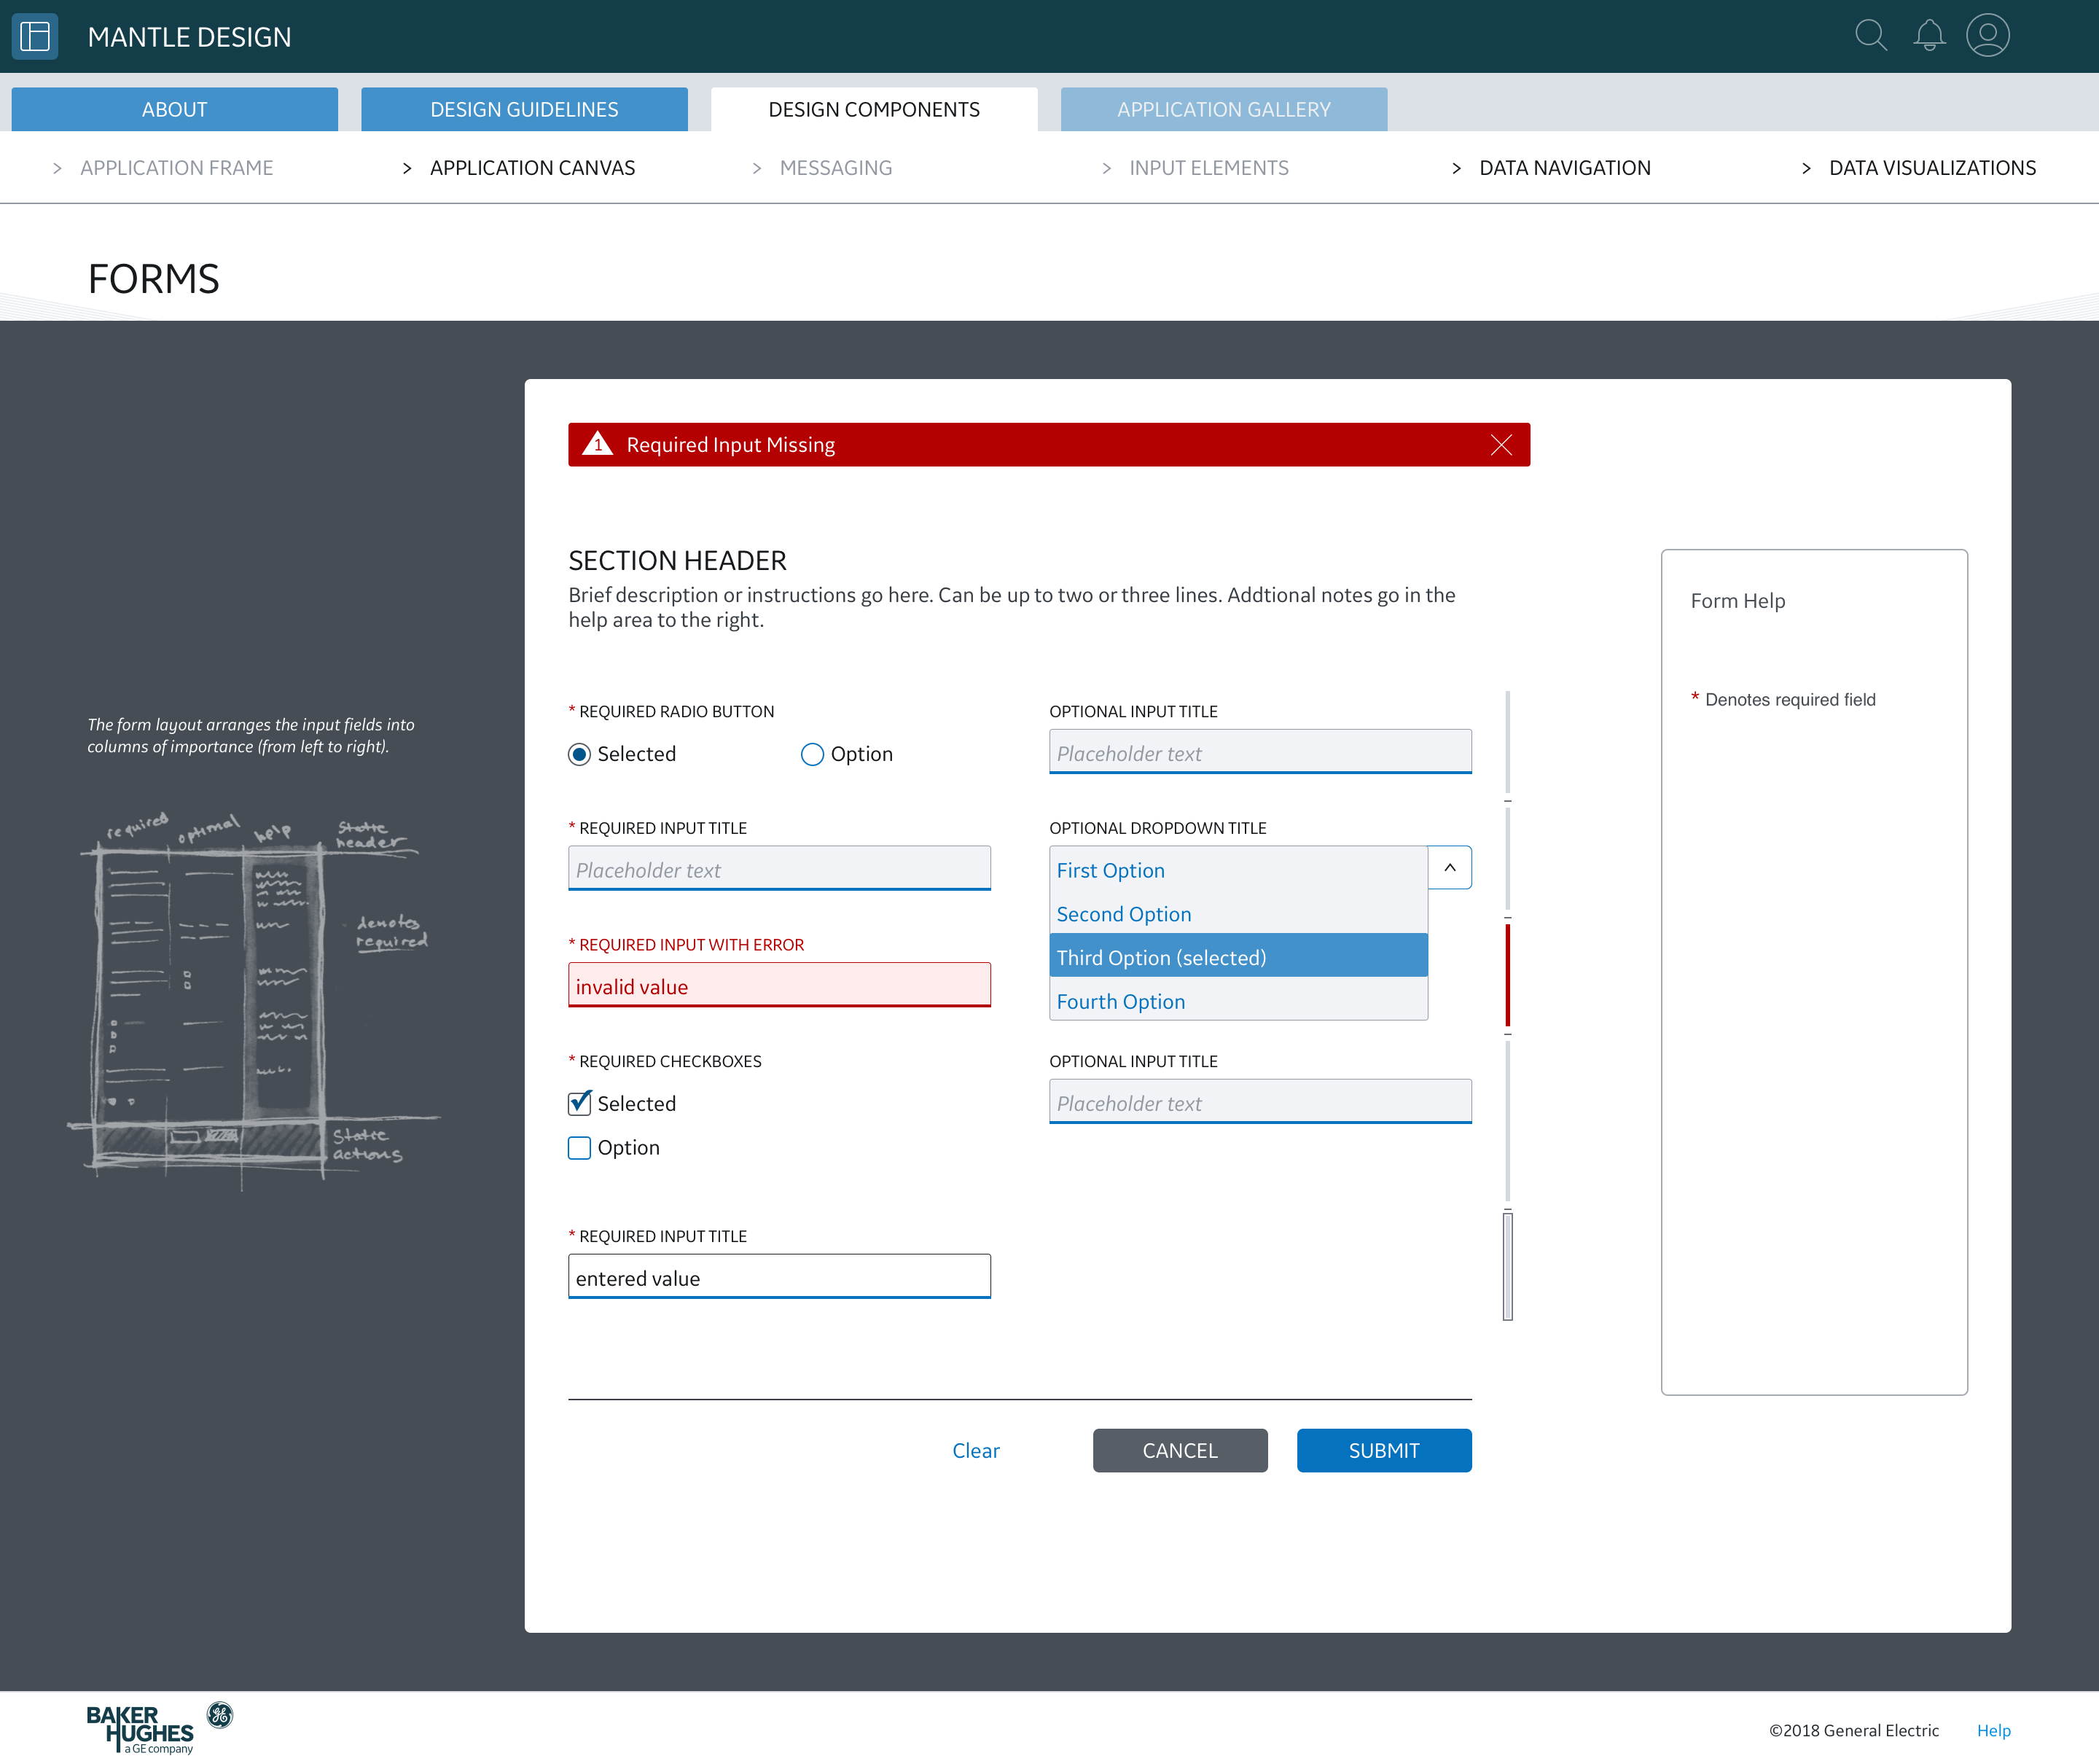 MANTLE DESIGN
ABOUT
DESIGN GUIDELINES
DESIGN COMPONENTS
APPLICATION GALLERY
> APPLICATION FRAME
> APPLICATION CANVAS
> MESSAGING
> INPUT ELEMENTS
> DATA NAVIGATION
> DATA VISUALIZATIONS
FORMS
The form layout arranges the input fields into
columns of importance (from left to right).
required
optional
help
Static
header
denotes
required
Static
actions
1 Required Input Missing
SECTION HEADER
Brief description or instructions go here. Can be up to two or three lines. Addtional notes go in the
help area to the right.
* REQUIRED RADIO BUTTON
Selected
Option
OPTIONAL INPUT TITLE
Placeholder text
* REQUIRED INPUT TITLE
Placeholder text
OPTIONAL DROPDOWN TITLE
First Option
Second Option
Third Option (selected)
Fourth Option
* REQUIRED INPUT WITH ERROR
invalid value
* REQUIRED CHECKBOXES
Selected
Option
OPTIONAL INPUT TITLE
Placeholder text
* REQUIRED INPUT TITLE
entered value
Clear
CANCEL
SUBMIT
Form Help
* Denotes required field
BAKER
HUGHES
a GE company
©2018 General Electric
Help